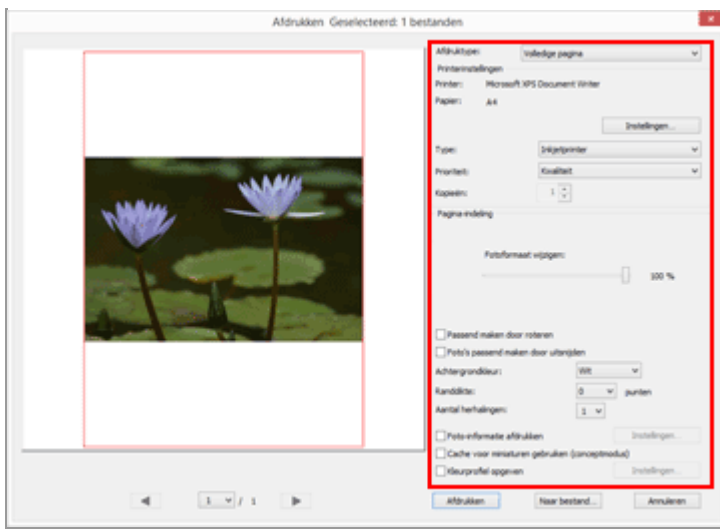 Afdrukken Geselecteerd: 1 bestanden
Afdruktype: Volledige pagina
Printerinstellingen
Printer: Microsoft XPS Document Writer
Papier: A4
Instellingen...
Type: Inkjetprinter
Prioriteit: Kwaliteit
Kopieën: 1
Pagina-indeling
Fotoformaat wijzigen:
100 %
Passend maken door roteren
Foto's passend maken door uitsnijden
Achtergrondkleur: Wit
Randdikte: 0 punten
Aantal herhalingen: 1
Foto-informatie afdrukken Instellingen...
Cache voor miniaturen gebruiken (conceptmodus)
Kleurprofiel opgeven Instellingen...
1 / 1
Afdrukken Naar bestand... Annuleren